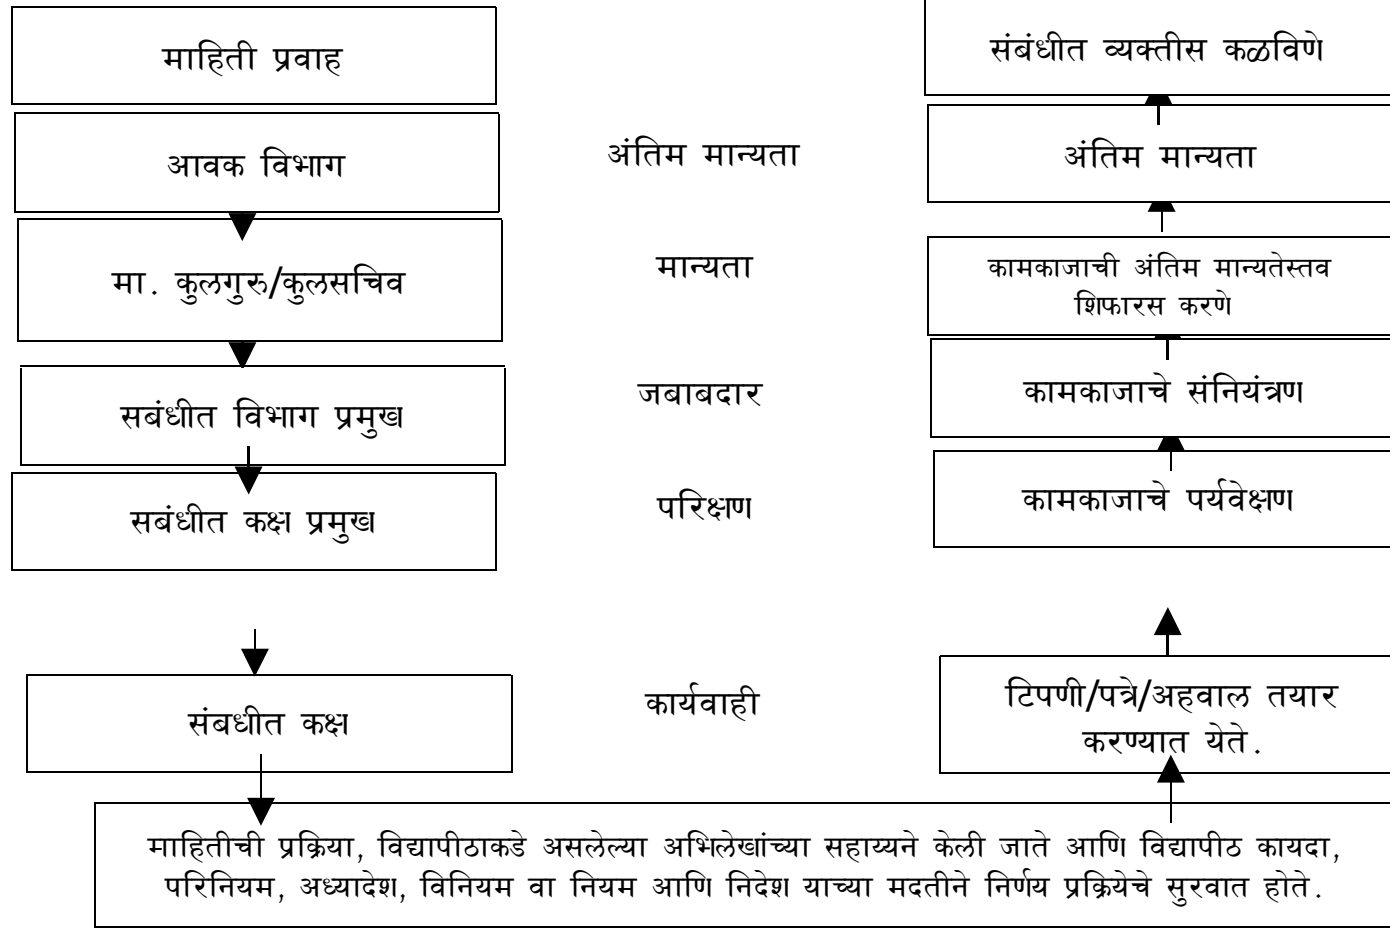 माहिती प्रवाह
आवक विभाग
मा. कुलगुरु/कुलसचिव
सबंधीत विभाग प्रमुख
सबंधीत कक्ष प्रमुख
संबधीत कक्ष
अंतिम मान्यता
मान्यता
जबाबदार
परिक्षण
कार्यवाही
संबंधीत व्यक्तीस कळविणे
अंतिम मान्यता
कामकाजाची अंतिम मान्यतेस्तव
शिफारस करणे
कामकाजाचे संनियंत्रण
कामकाजाचे पर्यवेक्षण
टिपणी/पत्रे/अहवाल तयार
करण्यात येते.
माहितीची प्रक्रिया, विद्यापीठाकडे असलेल्या अभिलेखांच्या सहाय्यने केली जाते आणि विद्यापीठ कायदा,
परिनियम, अध्यादेश, विनियम वा नियम आणि निदेश याच्या मदतीने निर्णय प्रक्रियेचे सुरवात होते.